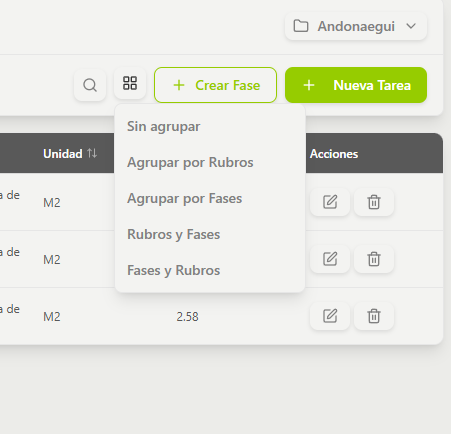 Andonaegui
Crear Fase
Nueva Tarea
Sin agrupar
Agrupar por Rubros
Agrupar por Fases
Rubros y Fases
Fases y Rubros
Unidad
Acciones
a de
M2
de
M2
a de
M2
2.58